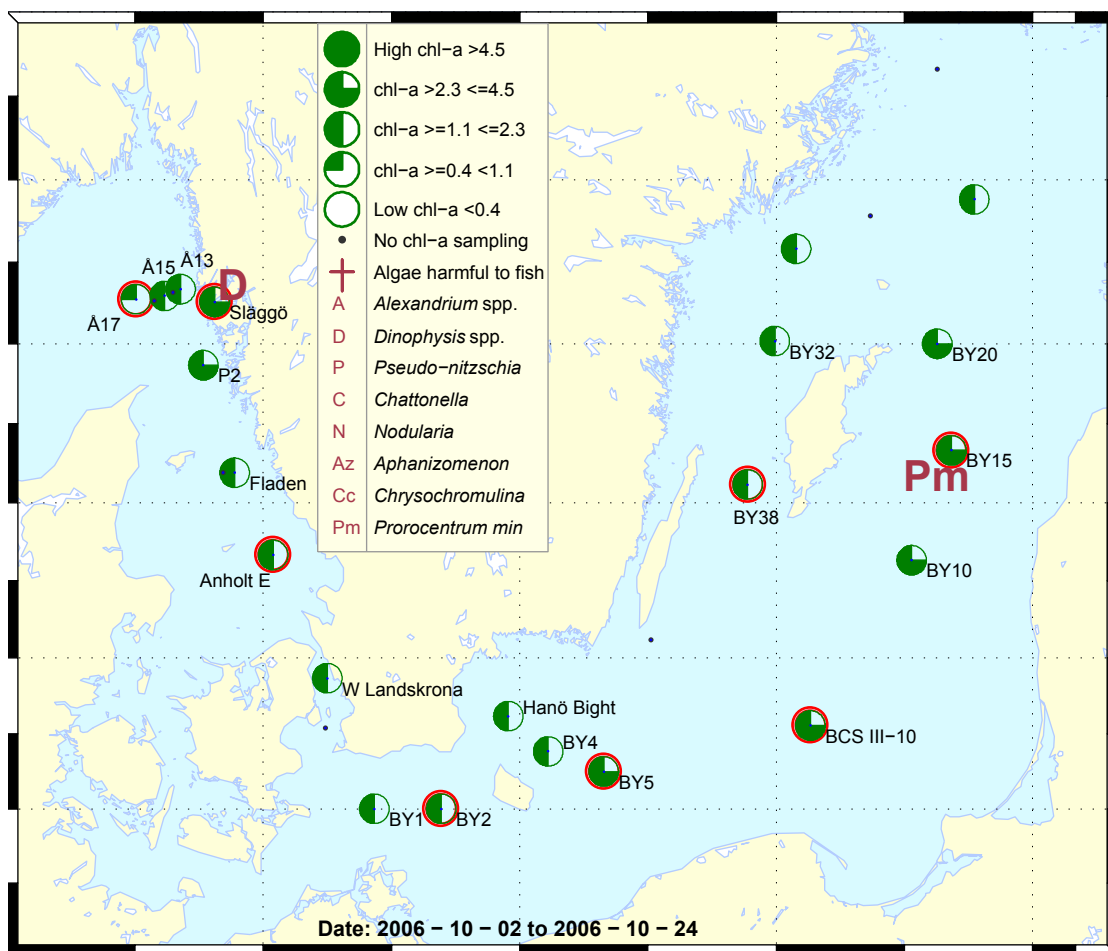 High chl-a >4.5
chl-a >2.3 <=4.5
chl-a >=1.1 <=2.3
chl-a >=0.4 <1.1
Low chl-a <0.4
No chl-a sampling
Algae harmful to fish
A Alexandrium spp.
D Dinophysis spp.
P Pseudo-nitzschia
C Chattonella
N Nodularia
Az Aphanizomenon
Cc Chrysochromulina
Pm Prorocentrum min
Å13
Å15
D
Å17
Släggö
P2
BY32
BY20
Fladen
BY15
Pm
BY38
Anholt E
BY10
W Landskrona
Hanö Bight
BCS III-10
BY4
BY5
BY1
BY2
Date: 2006 - 10 - 02 to 2006 - 10 - 24